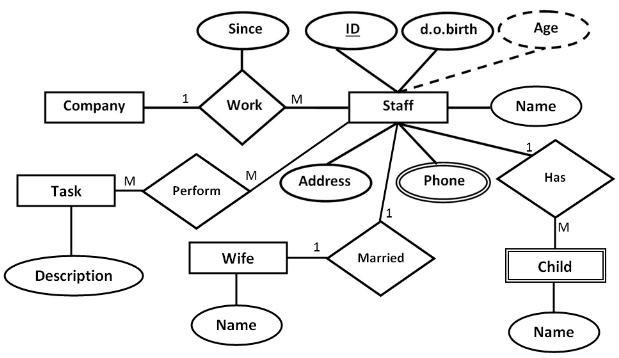 Since
ID
d.o.birth
Age
Company
1
Work
M
Staff
Name
1
Task
M
Perform
M
Address
Phone
Has
1
M
Description
Wife
1
Married
Child
Name
Name